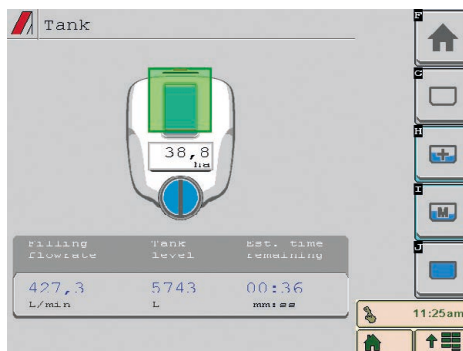 Tank
F
G
38,8
ha
H
I
M
J
Filling Tank Est. time
flowrate level remaining
427,3 5743 00:36
L/min L mm:ss
11:25am